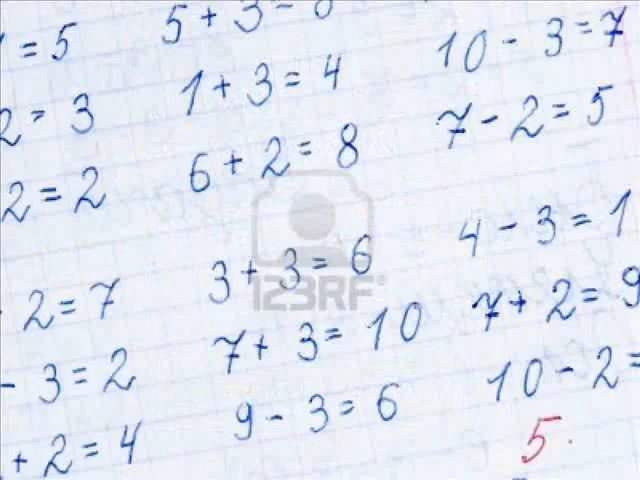 = 5
2 = 3
2 = 2
2 = 7
- 3 = 2
+ 2 = 4
5 + 3 =
1 + 3 = 4
6 + 2 = 8
3 + 3 = 6
7 + 3 = 10
9 - 3 = 6
10 - 3 = 7
7 - 2 = 5
4 - 3 = 1
7 + 2 = 9
10 - 2 =
5.
123RF